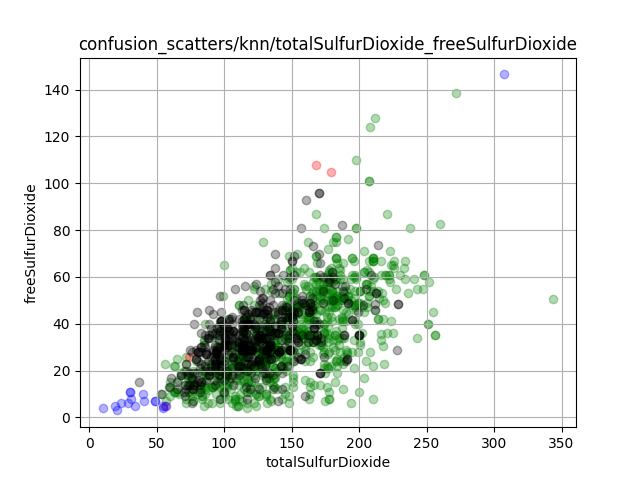 confusion_scatters/knn/totalSulfurDioxide_freeSulfurDioxide
140
120
100
80
60
40
20
0
freeSulfurDioxide
0 50 100 150 200 250 300 350
totalSulfurDioxide